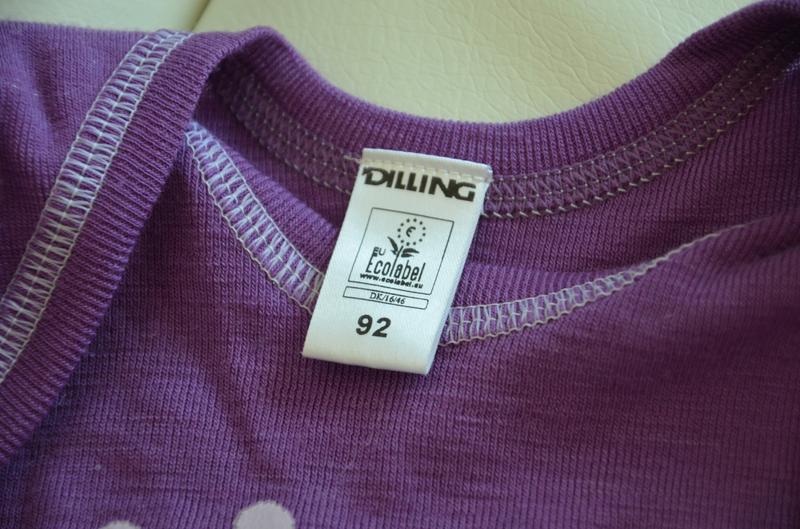 DILLING
€
EU
Ecolabel
www.ecolabel.eu
DK/16/46
92